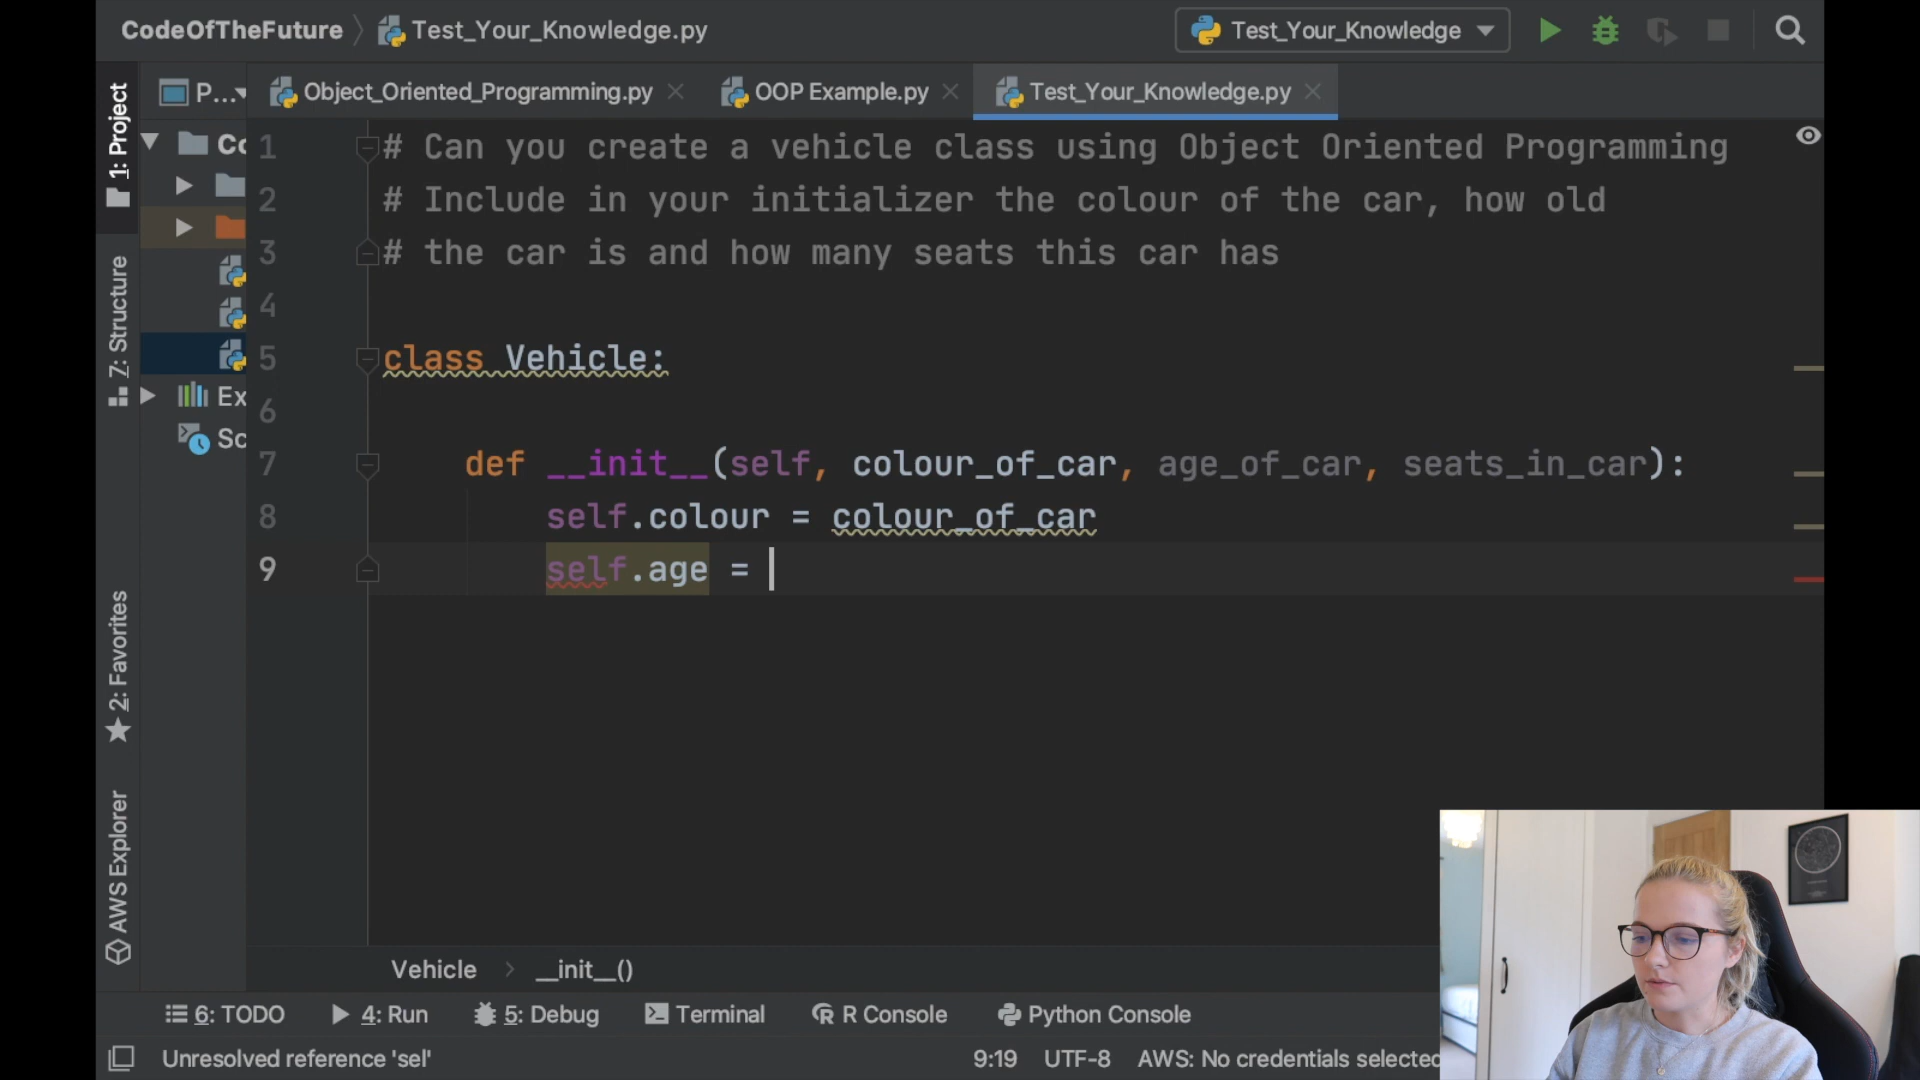 CodeOfTheFuture
Test_Your_Knowledge.py
Test_Your_Knowledge
1: Project
P...
Object_Oriented_Programming.py
OOP Example.py
Test_Your_Knowledge.py
Co
Ex
Sc
Z: Structure
2: Favorites
AWS Explorer
1 # Can you create a vehicle class using Object Oriented Programming
2 # Include in your initializer the colour of the car, how old
3 # the car is and how many seats this car has
4
5 class Vehicle:
6
7 def __init__(self, colour_of_car, age_of_car, seats_in_car):
8 self.colour = colour_of_car
9 self.age =
Vehicle > __init__()
6: TODO
4: Run
5: Debug
Terminal
R Console
Python Console
Unresolved reference 'sel'
9:19
UTF-8
AWS: No credentials selected